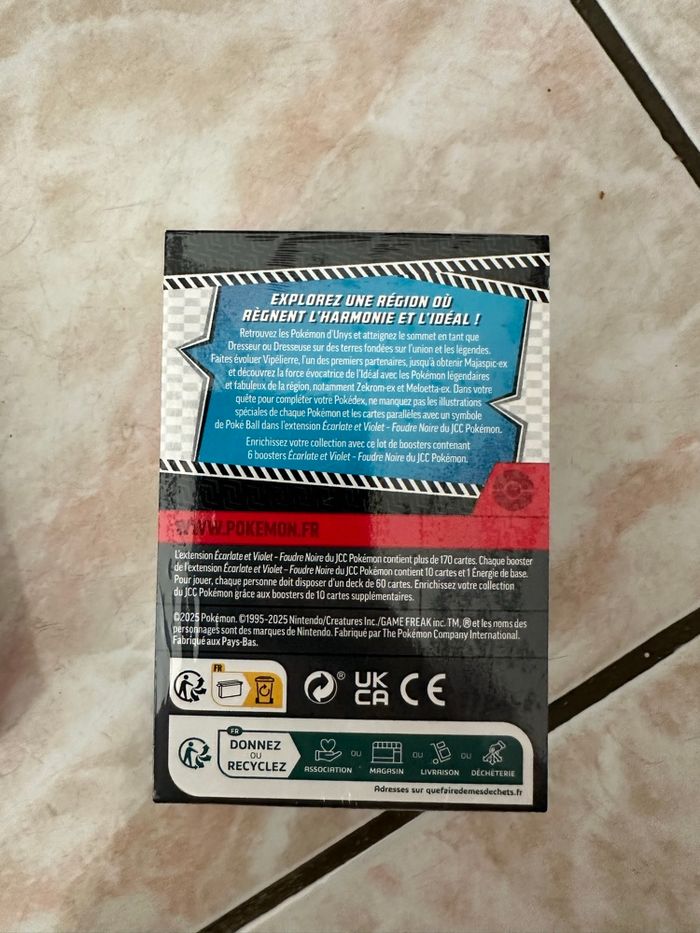 EXPLOREZ UNE RÉGION OÙ
RÈGNENT L'HARMONIE ET L'IDÉAL !
Retrouvez les Pokémon d'Unys et atteignez le sommet en tant que
Dresseur ou Dresseuse sur des terres fondées sur l'union et les légendes.
Faites évoluer Vipélierre, l'un des premiers partenaires, jusqu'à obtenir Majaspic-ex
et découvrez la force évocatrice de l'Idéal avec les Pokémon légendaires
et fabuleux de la région, notamment Zekrom-ex et Meloetta-ex. Dans votre
quête pour compléter votre Pokédex, ne manquez pas les illustrations
spéciales de chaque Pokémon et les cartes parallèles avec un symbole
de Poké Ball dans l'extension Écarlate et Violet – Foudre Noire du JCC Pokémon.
Enrichissez votre collection avec ce lot de boosters contenant
6 boosters Écarlate et Violet – Foudre Noire du JCC Pokémon.
WWW.POKEMON.FR
L'extension Écarlate et Violet – Foudre Noire du JCC Pokémon contient plus de 170 cartes. Chaque booster
de l'extension Écarlate et Violet – Foudre Noire du JCC Pokémon contient 10 cartes et 1 Énergie de base.
Pour jouer, chaque personne doit disposer d'un deck de 60 cartes. Enrichissez votre collection
du JCC Pokémon grâce aux boosters de 10 cartes supplémentaires.
©2025 Pokémon. ©1995-2025 Nintendo/Creatures Inc./GAME FREAK inc. TM, ® et les noms des
personnages sont des marques de Nintendo. Fabriqué par The Pokémon Company International.
Fabriqué aux Pays-Bas.
FR
®
UK
CA
CE
FR
DONNEZ
OU
RECYCLEZ
ASSOCIATION
OU
MAGASIN
OU
LIVRAISON
OU
DÉCHÈTERIE
Adresses sur quefairedemesdechets.fr